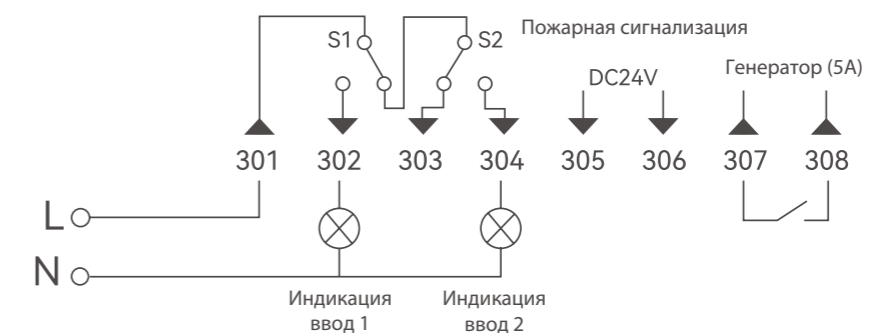 S1
S2
Пожарная сигнализация
DC24V
Генератор (5А)
301 302 303 304 305 306 307 308
L
N
Индикация
ввод 1
Индикация
ввод 2